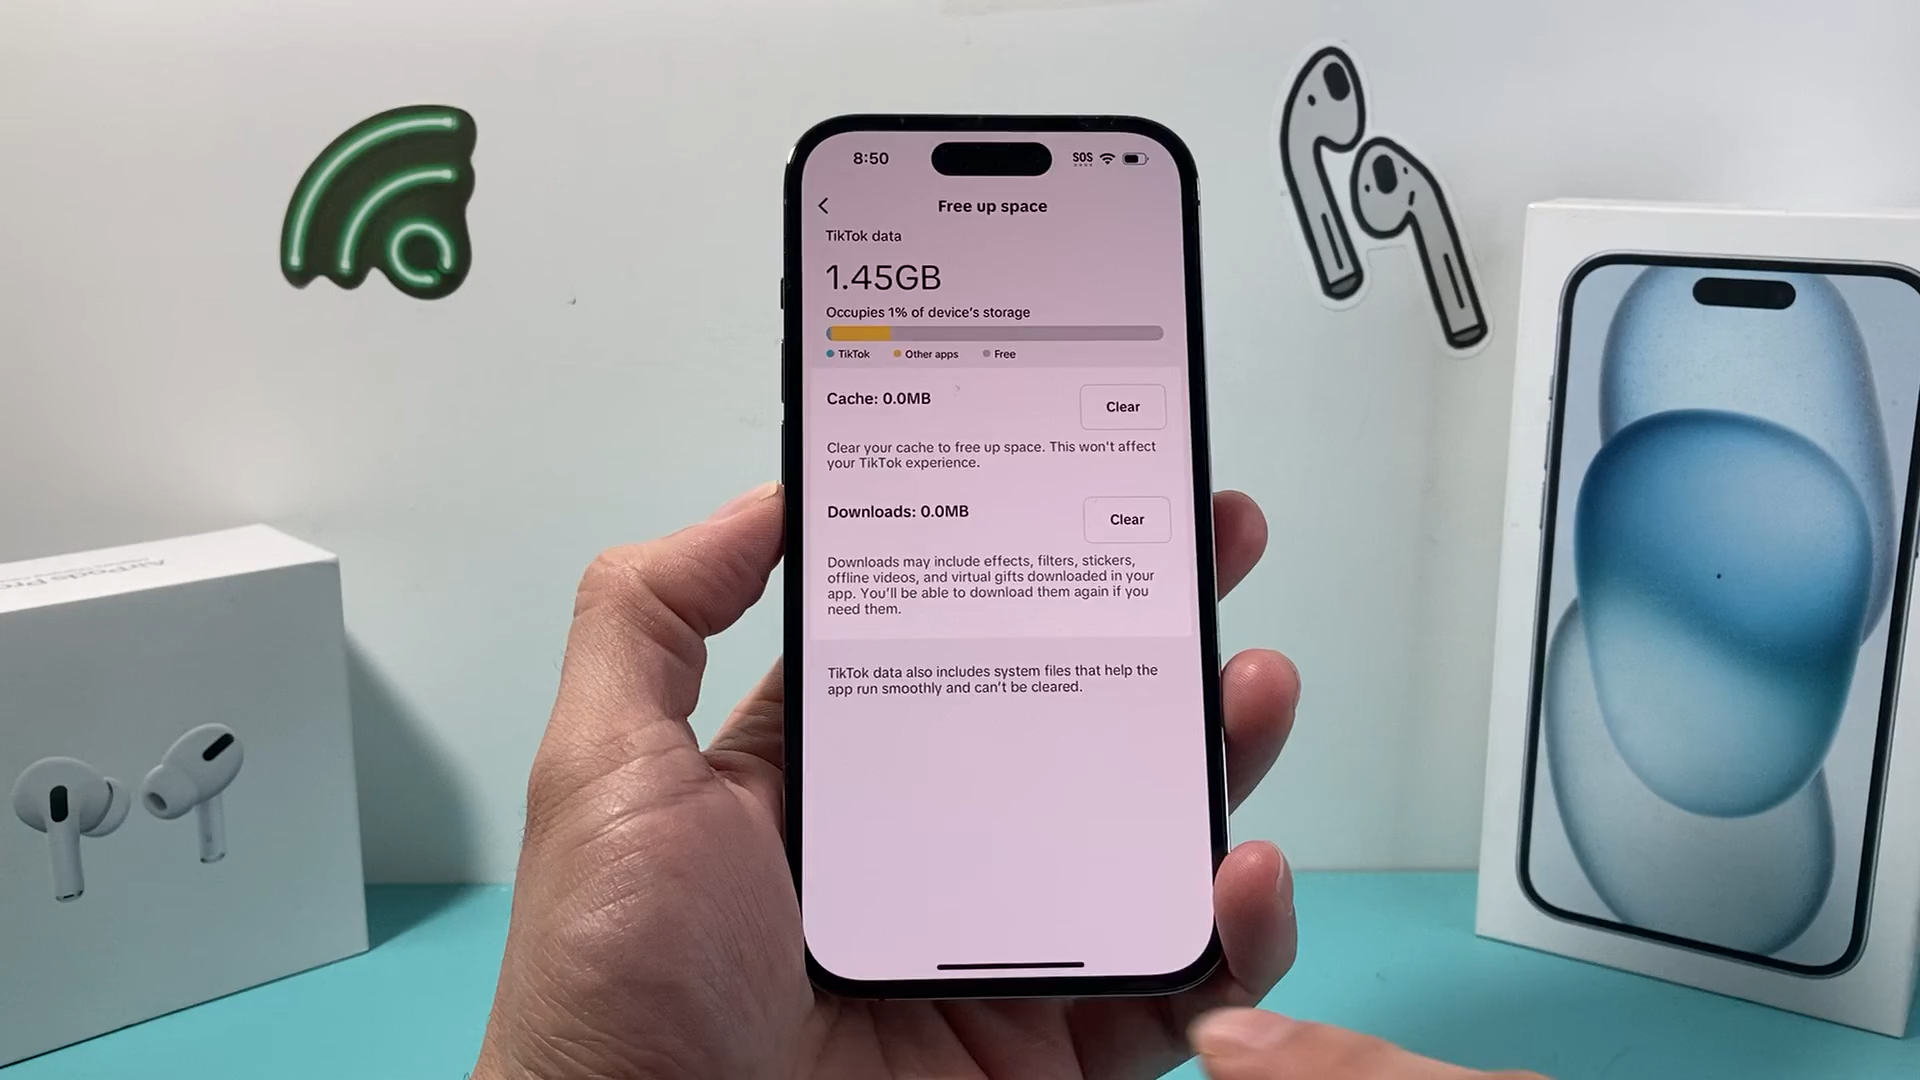 8:50
SOS
Free up space
TikTok data
1.45GB
Occupies 1% of device's storage
TikTok
Other apps
Free
Cache: 0.0MB
Clear
Clear your cache to free up space. This won't affect
your TikTok experience.
Downloads: 0.0MB
Clear
Downloads may include effects, filters, stickers,
offline videos, and virtual gifts downloaded in your
app. You'll be able to download them again if you
need them.
TikTok data also includes system files that help the
app run smoothly and can't be cleared.
AirPods Pro